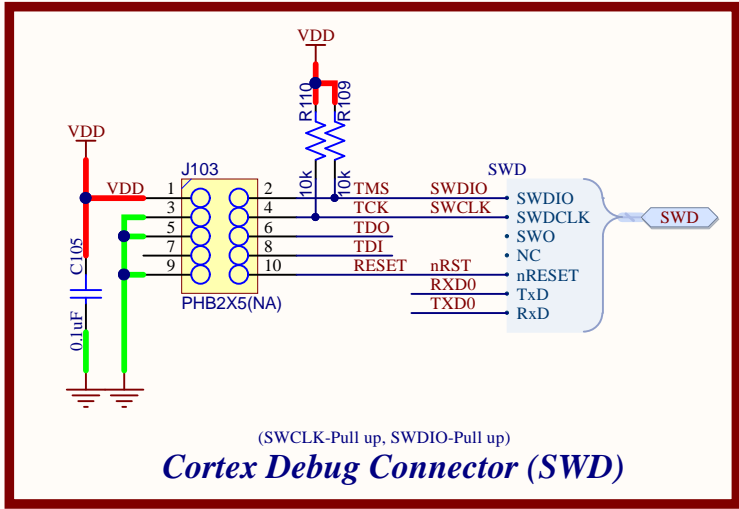 VDD
R110
R109
10k
10k
VDD
J103
SWD
VDD
1
2
TMS
SWDIO
SWDIO
3
4
TCK
SWCLK
SWDCLK
SWD
5
6
TDO
SWO
7
8
TDI
NC
9
10
RESET
nRST
nRESET
RXD0
TxD
TXD0
RxD
C105
0.1uF
PHB2X5(NA)
(SWCLK-Pull up, SWDIO-Pull up)
Cortex Debug Connector (SWD)